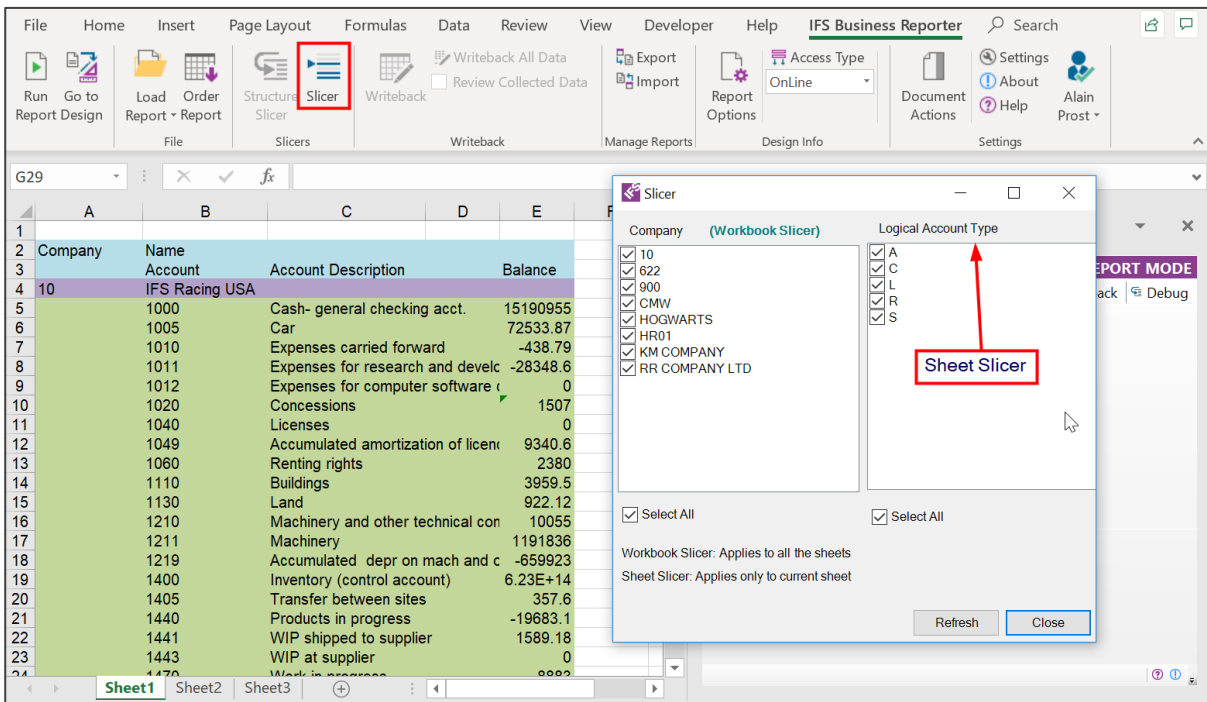 File Home Insert Page Layout Formulas Data Review View Developer Help IFS Business Reporter Search
Run Report
Go to Design
Load Report
Order Report
File
Structure Slicer
Slicer
Slicers
Writeback
Writeback All Data
Review Collected Data
Writeback
Export
Import
Manage Reports
Report Options
Access Type
OnLine
Design Info
Document Actions
Settings
About
Help
Alain Prost
Settings
G29 fx
A B C D E F
1
2 Company Name
3 Account Account Description Balance
4 10 IFS Racing USA
5 1000 Cash- general checking acct. 15190955
6 1005 Car 72533.87
7 1010 Expenses carried forward -438.79
8 1011 Expenses for research and develc -28348.6
9 1012 Expenses for computer software 0
10 1020 Concessions 1507
11 1040 Licenses 0
12 1049 Accumulated amortization of licen 9340.6
13 1060 Renting rights 2380
14 1110 Buildings 3959.5
15 1130 Land 922.12
16 1210 Machinery and other technical con 10055
17 1211 Machinery 1191836
18 1219 Accumulated depr on mach and c -659923
19 1400 Inventory (control account) 6.23E+14
20 1405 Transfer between sites 357.6
21 1440 Products in progress -19683.1
22 1441 WIP shipped to supplier 1589.18
23 1443 WIP at supplier 0
24 1470 Work in progress 8883
Sheet1 Sheet2 Sheet3
Slicer
Company (Workbook Slicer)
10
622
900
CMW
HOGWARTS
HR01
KM COMPANY
RR COMPANY LTD
Select All
Logical Account Type
A
C
L
R
S
Sheet Slicer
Select All
Workbook Slicer: Applies to all the sheets
Sheet Slicer: Applies only to current sheet
Refresh Close
EPORT MODE
ack Debug